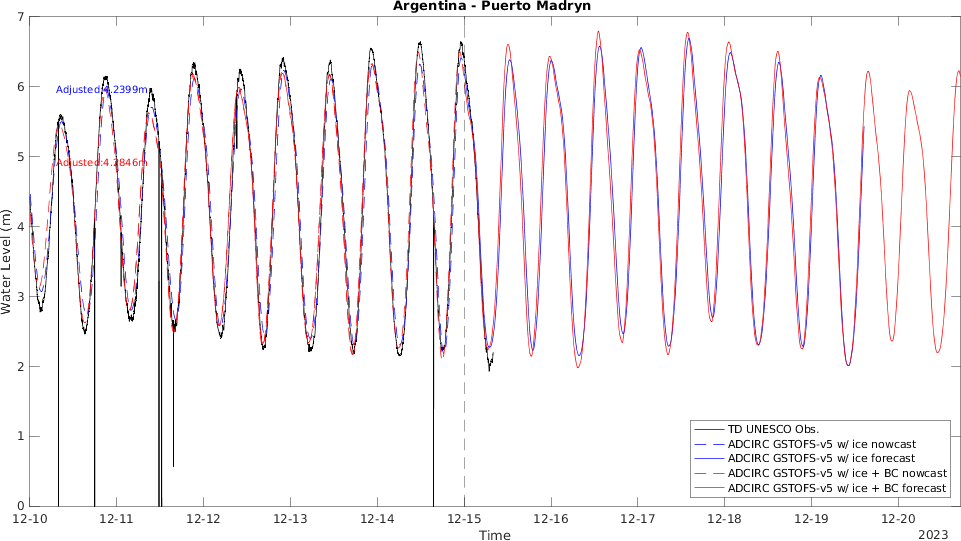 Argentina - Puerto Madryn
7
6
5
4
3
2
1
0
Water Level (m)
Adjusted:4.2399m
Adjusted:4.2846m
TD UNESCO Obs.
ADCIRC GSTOFS-v5 w/ ice nowcast
ADCIRC GSTOFS-v5 w/ ice forecast
ADCIRC GSTOFS-v5 w/ ice + BC nowcast
ADCIRC GSTOFS-v5 w/ ice + BC forecast
12-10 12-11 12-12 12-13 12-14 12-15 12-16 12-17 12-18 12-19 12-20
Time
2023